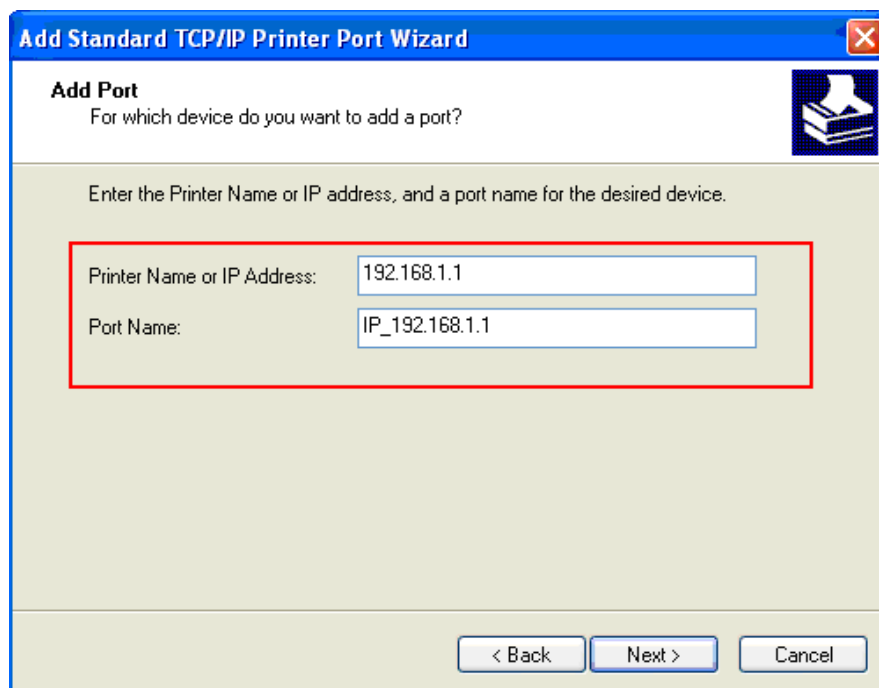 Add Standard TCP/IP Printer Port Wizard
Add Port
For which device do you want to add a port?
Enter the Printer Name or IP address, and a port name for the desired device.
Printer Name or IP Address: 192.168.1.1
Port Name: IP_192.168.1.1
< Back Next > Cancel